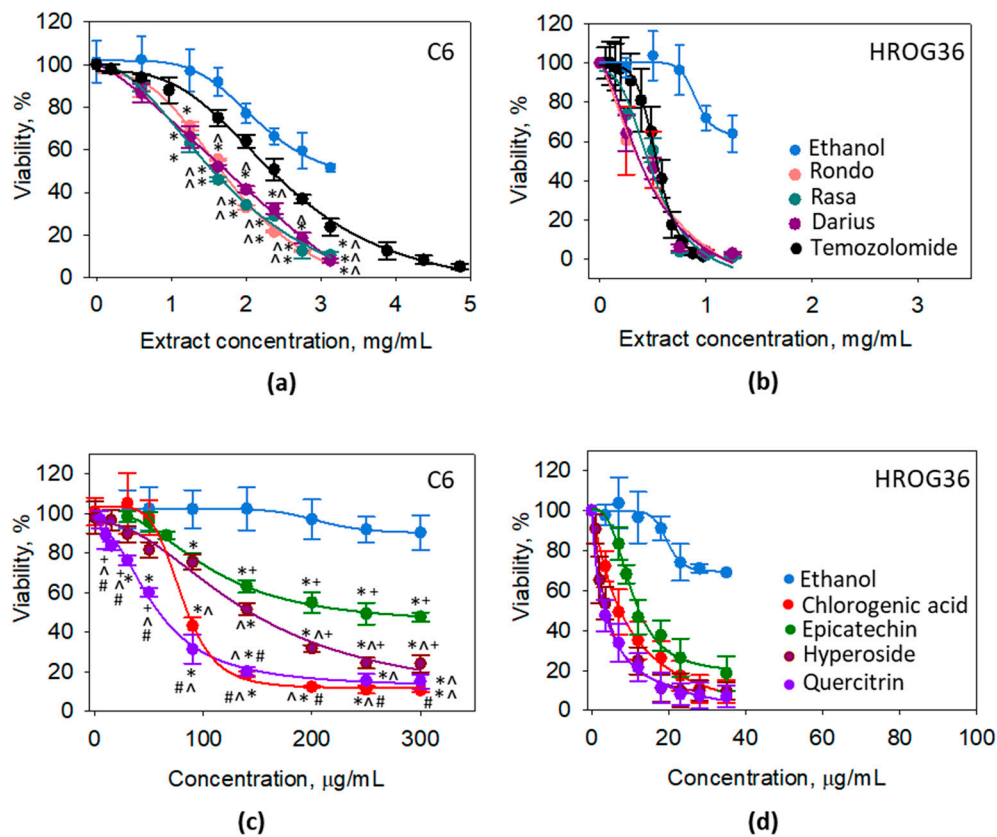 C6
Viability, %
120
100
80
60
40
20
0
0 1 2 3 4 5
Extract concentration, mg/mL
(a)
HROG36
Viability, %
120
100
80
60
40
20
0
0 1 2 3
Extract concentration, mg/mL
Ethanol
Rondo
Rasa
Darius
Temozolomide
(b)
C6
Viability, %
120
100
80
60
40
20
0
0 100 200 300
Concentration, µg/mL
(c)
HROG36
Viability, %
120
100
80
60
40
20
0
0 20 40 60 80 100
Concentration, µg/mL
Ethanol
Chlorogenic acid
Epicatechin
Hyperoside
Quercitrin
(d)